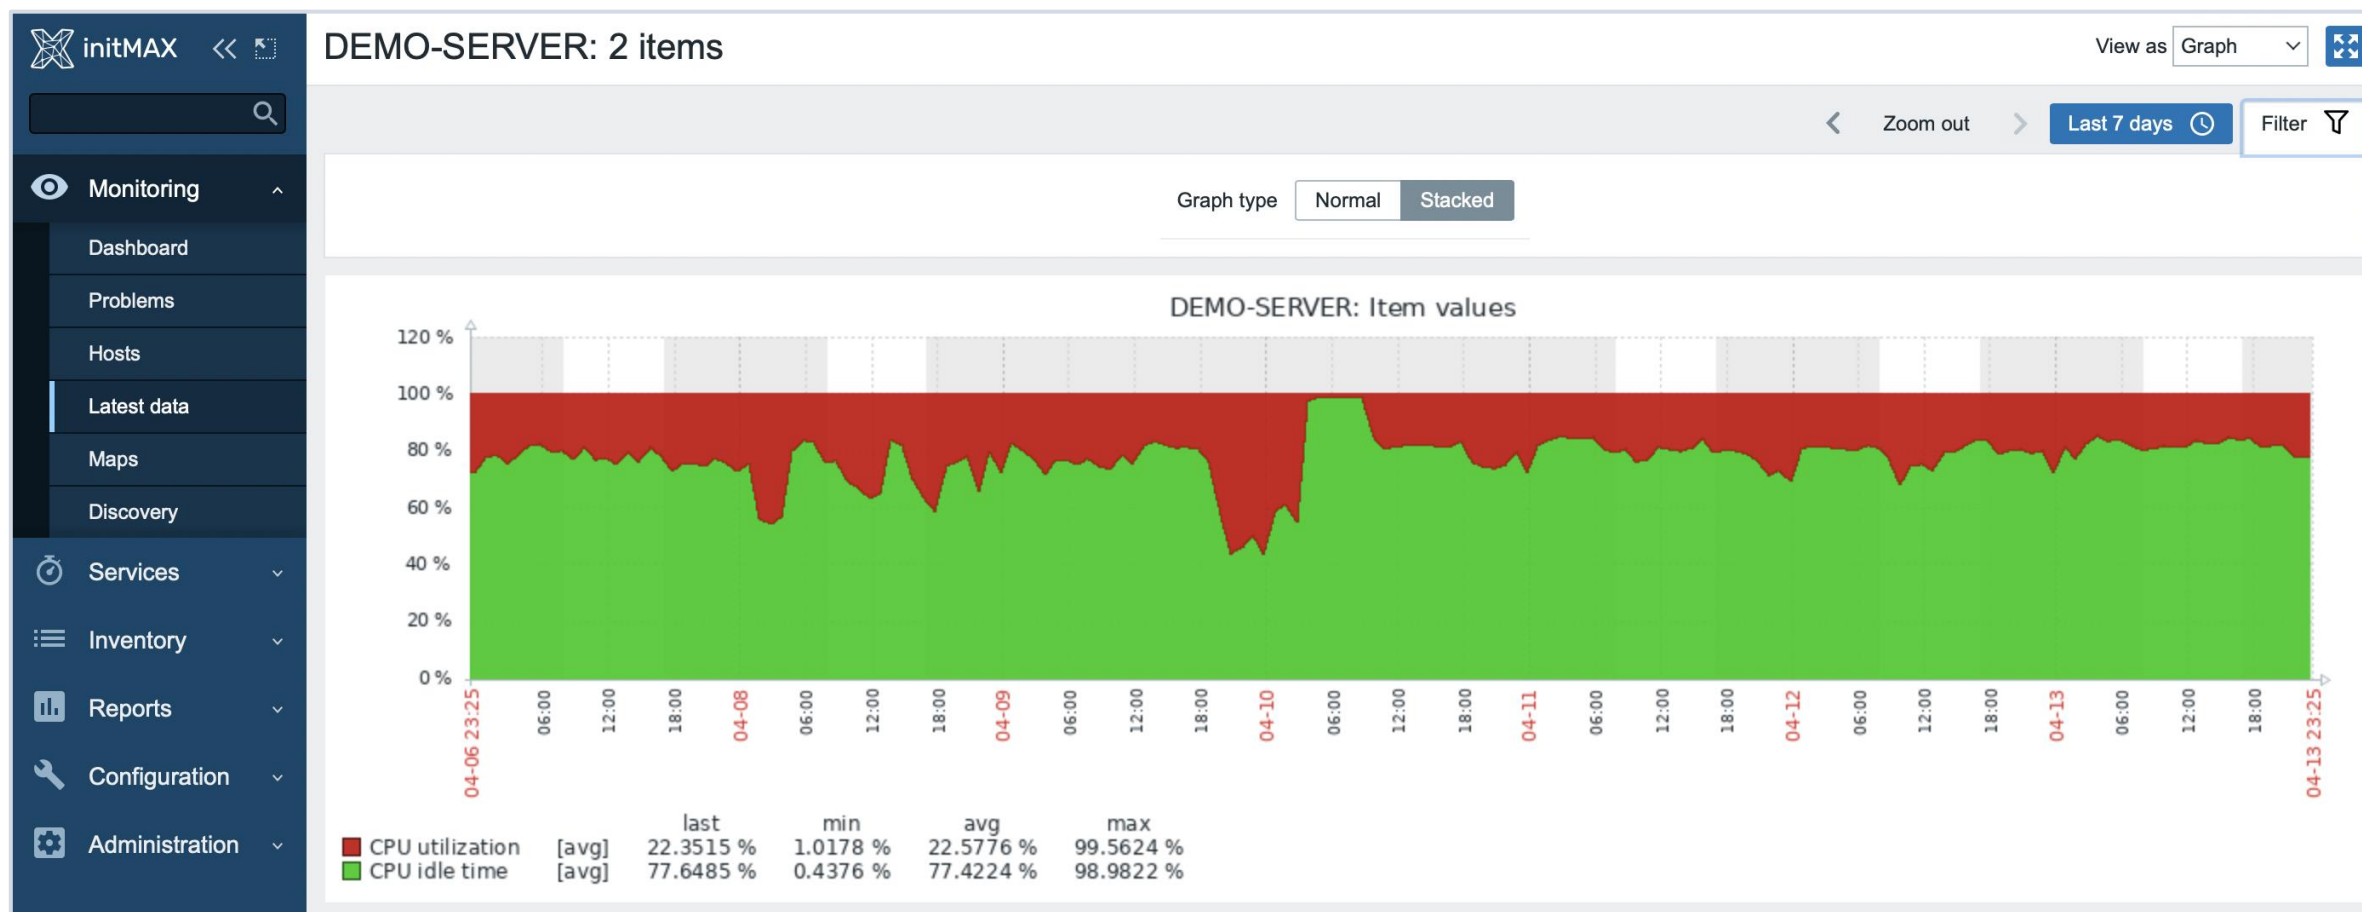 initMAX
DEMO-SERVER: 2 items
View as Graph
Zoom out
Last 7 days
Filter
Monitoring
Dashboard
Problems
Hosts
Latest data
Maps
Discovery
Services
Inventory
Reports
Configuration
Administration
Graph type Normal Stacked
DEMO-SERVER: Item values
120 %
100 %
80 %
60 %
40 %
20 %
0 %
04-06 23:25 06:00 12:00 18:00 04-08 06:00 12:00 18:00 04-09 06:00 12:00 18:00 04-10 06:00 12:00 18:00 04-11 06:00 12:00 18:00 04-12 06:00 12:00 18:00 04-13 06:00 12:00 18:00 04-13 23:25
last min avg max
CPU utilization [avg] 22.3515 % 1.0178 % 22.5776 % 99.5624 %
CPU idle time [avg] 77.6485 % 0.4376 % 77.4224 % 98.9822 %